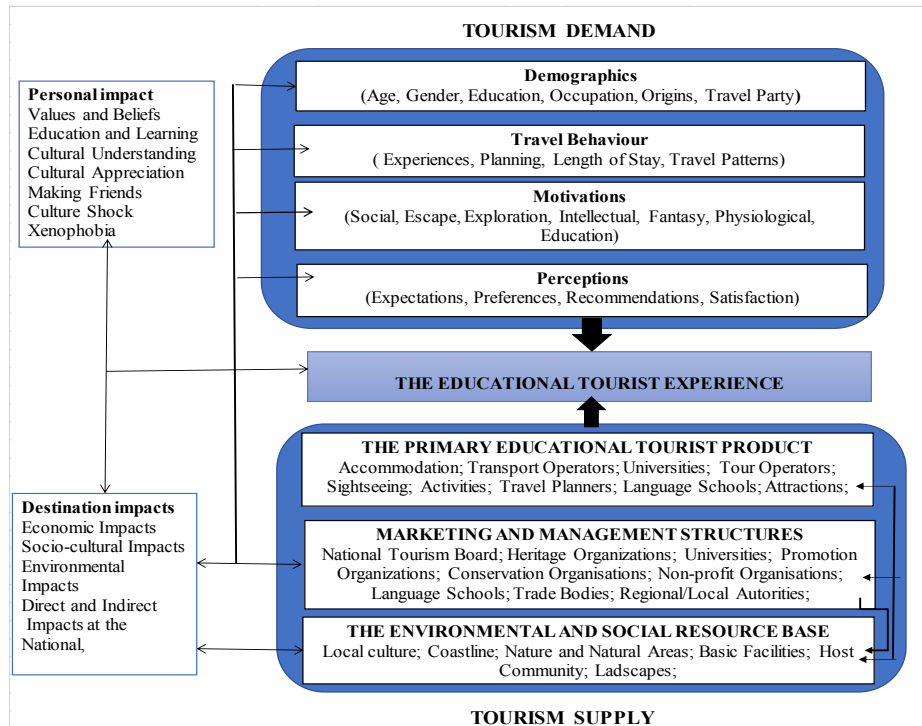 TOURISM DEMAND
Demographics
(Age, Gender, Education, Occupation, Origins, Travel Party)
Travel Behaviour
( Experiences, Planning, Length of Stay, Travel Patterns)
Motivations
(Social, Escape, Exploration, Intellectual, Fantasy, Physiological,
Education)
Perceptions
(Expectations, Preferences, Recommendations, Satisfaction)
Personal impact
Values and Beliefs
Education and Learning
Cultural Understanding
Cultural Appreciation
Making Friends
Culture Shock
Xenophobia
THE EDUCATIONAL TOURIST EXPERIENCE
THE PRIMARY EDUCATIONAL TOURIST PRODUCT
Accommodation; Transport Operators; Universities; Tour Operators;
Sightseeing; Activities; Travel Planners; Language Schools; Attractions;
MARKETING AND MANAGEMENT STRUCTURES
National Tourism Board; Heritage Organizations; Universities; Promotion
Organizations; Conservation Organisations; Non-profit Organisations;
Language Schools; Trade Bodies; Regional/Local Autorities;
THE ENVIRONMENTAL AND SOCIAL RESOURCE BASE
Local culture; Coastline; Nature and Natural Areas; Basic Facilities; Host
Community; Ladscapes;
Destination impacts
Economic Impacts
Socio-cultural Impacts
Environmental
Impacts
Direct and Indirect
Impacts at the
National,
TOURISM SUPPLY